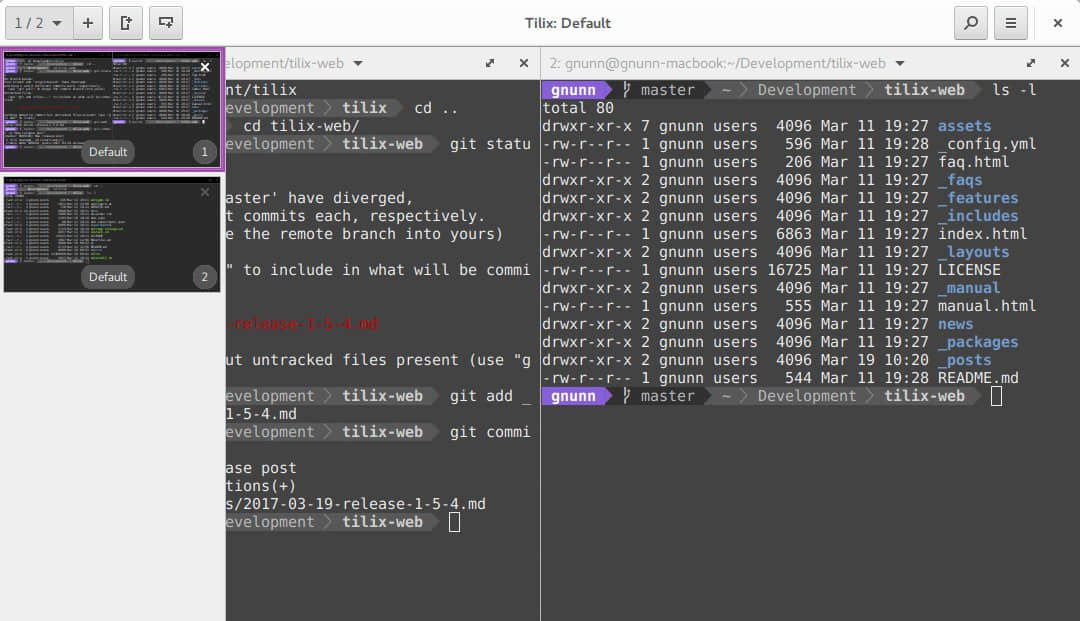 1 / 2
Tilix: Default
Default
1
Default
2
elopment/tilix-web
nt/tilix
evelopment tilix cd ..
cd tilix-web/
evelopment tilix-web git statu
aster' have diverged,
t commits each, respectively.
e the remote branch into yours)
" to include in what will be commi
-release-1-5-4.md
ut untracked files present (use "g
evelopment tilix-web git add _
1-5-4.md
evelopment tilix-web git commi
ase post
tions(+)
s/2017-03-19-release-1-5-4.md
evelopment tilix-web
2: gnunn@gnunn-macbook:~/Development/tilix-web
gnunn master ~ Development tilix-web ls -l
total 80
drwxr-xr-x 7 gnunn users 4096 Mar 11 19:27 assets
-rw-r--r-- 1 gnunn users 596 Mar 11 19:28 _config.yml
-rw-r--r-- 1 gnunn users 206 Mar 11 19:27 faq.html
drwxr-xr-x 2 gnunn users 4096 Mar 11 19:27 _faqs
drwxr-xr-x 2 gnunn users 4096 Mar 11 19:27 _features
drwxr-xr-x 2 gnunn users 4096 Mar 11 19:27 _includes
-rw-r--r-- 1 gnunn users 6863 Mar 11 19:27 index.html
drwxr-xr-x 2 gnunn users 4096 Mar 11 19:27 _layouts
-rw-r--r-- 1 gnunn users 16725 Mar 11 19:27 LICENSE
drwxr-xr-x 2 gnunn users 4096 Mar 11 19:27 _manual
-rw-r--r-- 1 gnunn users 555 Mar 11 19:27 manual.html
drwxr-xr-x 2 gnunn users 4096 Mar 11 19:27 news
drwxr-xr-x 2 gnunn users 4096 Mar 11 19:27 _packages
drwxr-xr-x 2 gnunn users 4096 Mar 19 10:20 _posts
-rw-r--r-- 1 gnunn users 544 Mar 11 19:28 README.md
gnunn master ~ Development tilix-web